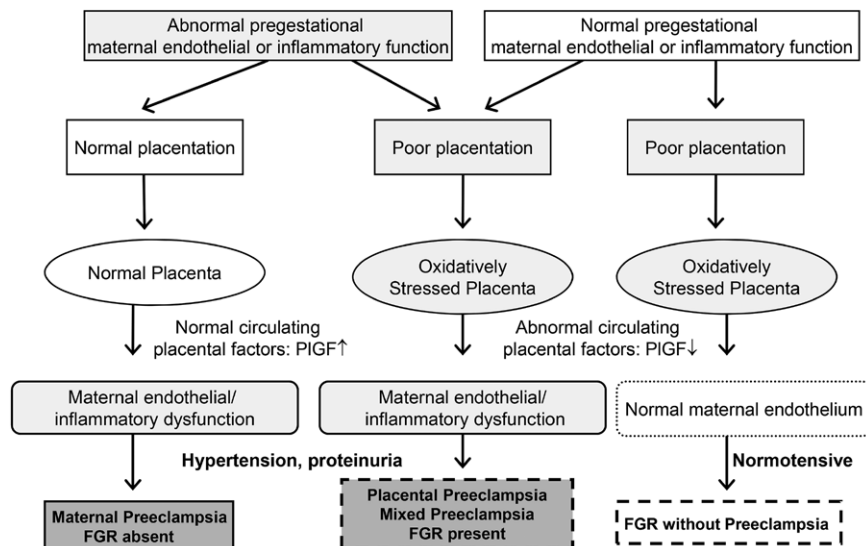 Abnormal pregestational
maternal endothelial or inflammatory function
Normal pregestational
maternal endothelial or inflammatory function
Normal placentation
Poor placentation
Poor placentation
Normal Placenta
Oxidatively
Stressed Placenta
Oxidatively
Stressed Placenta
Normal circulating
placental factors: PlGF↑
Abnormal circulating
placental factors: PlGF↓
Maternal endothelial/
inflammatory dysfunction
Maternal endothelial/
inflammatory dysfunction
Normal maternal endothelium
Hypertension, proteinuria
Normotensive
Maternal Preeclampsia
FGR absent
Placental Preeclampsia
Mixed Preeclampsia
FGR present
FGR without Preeclampsia